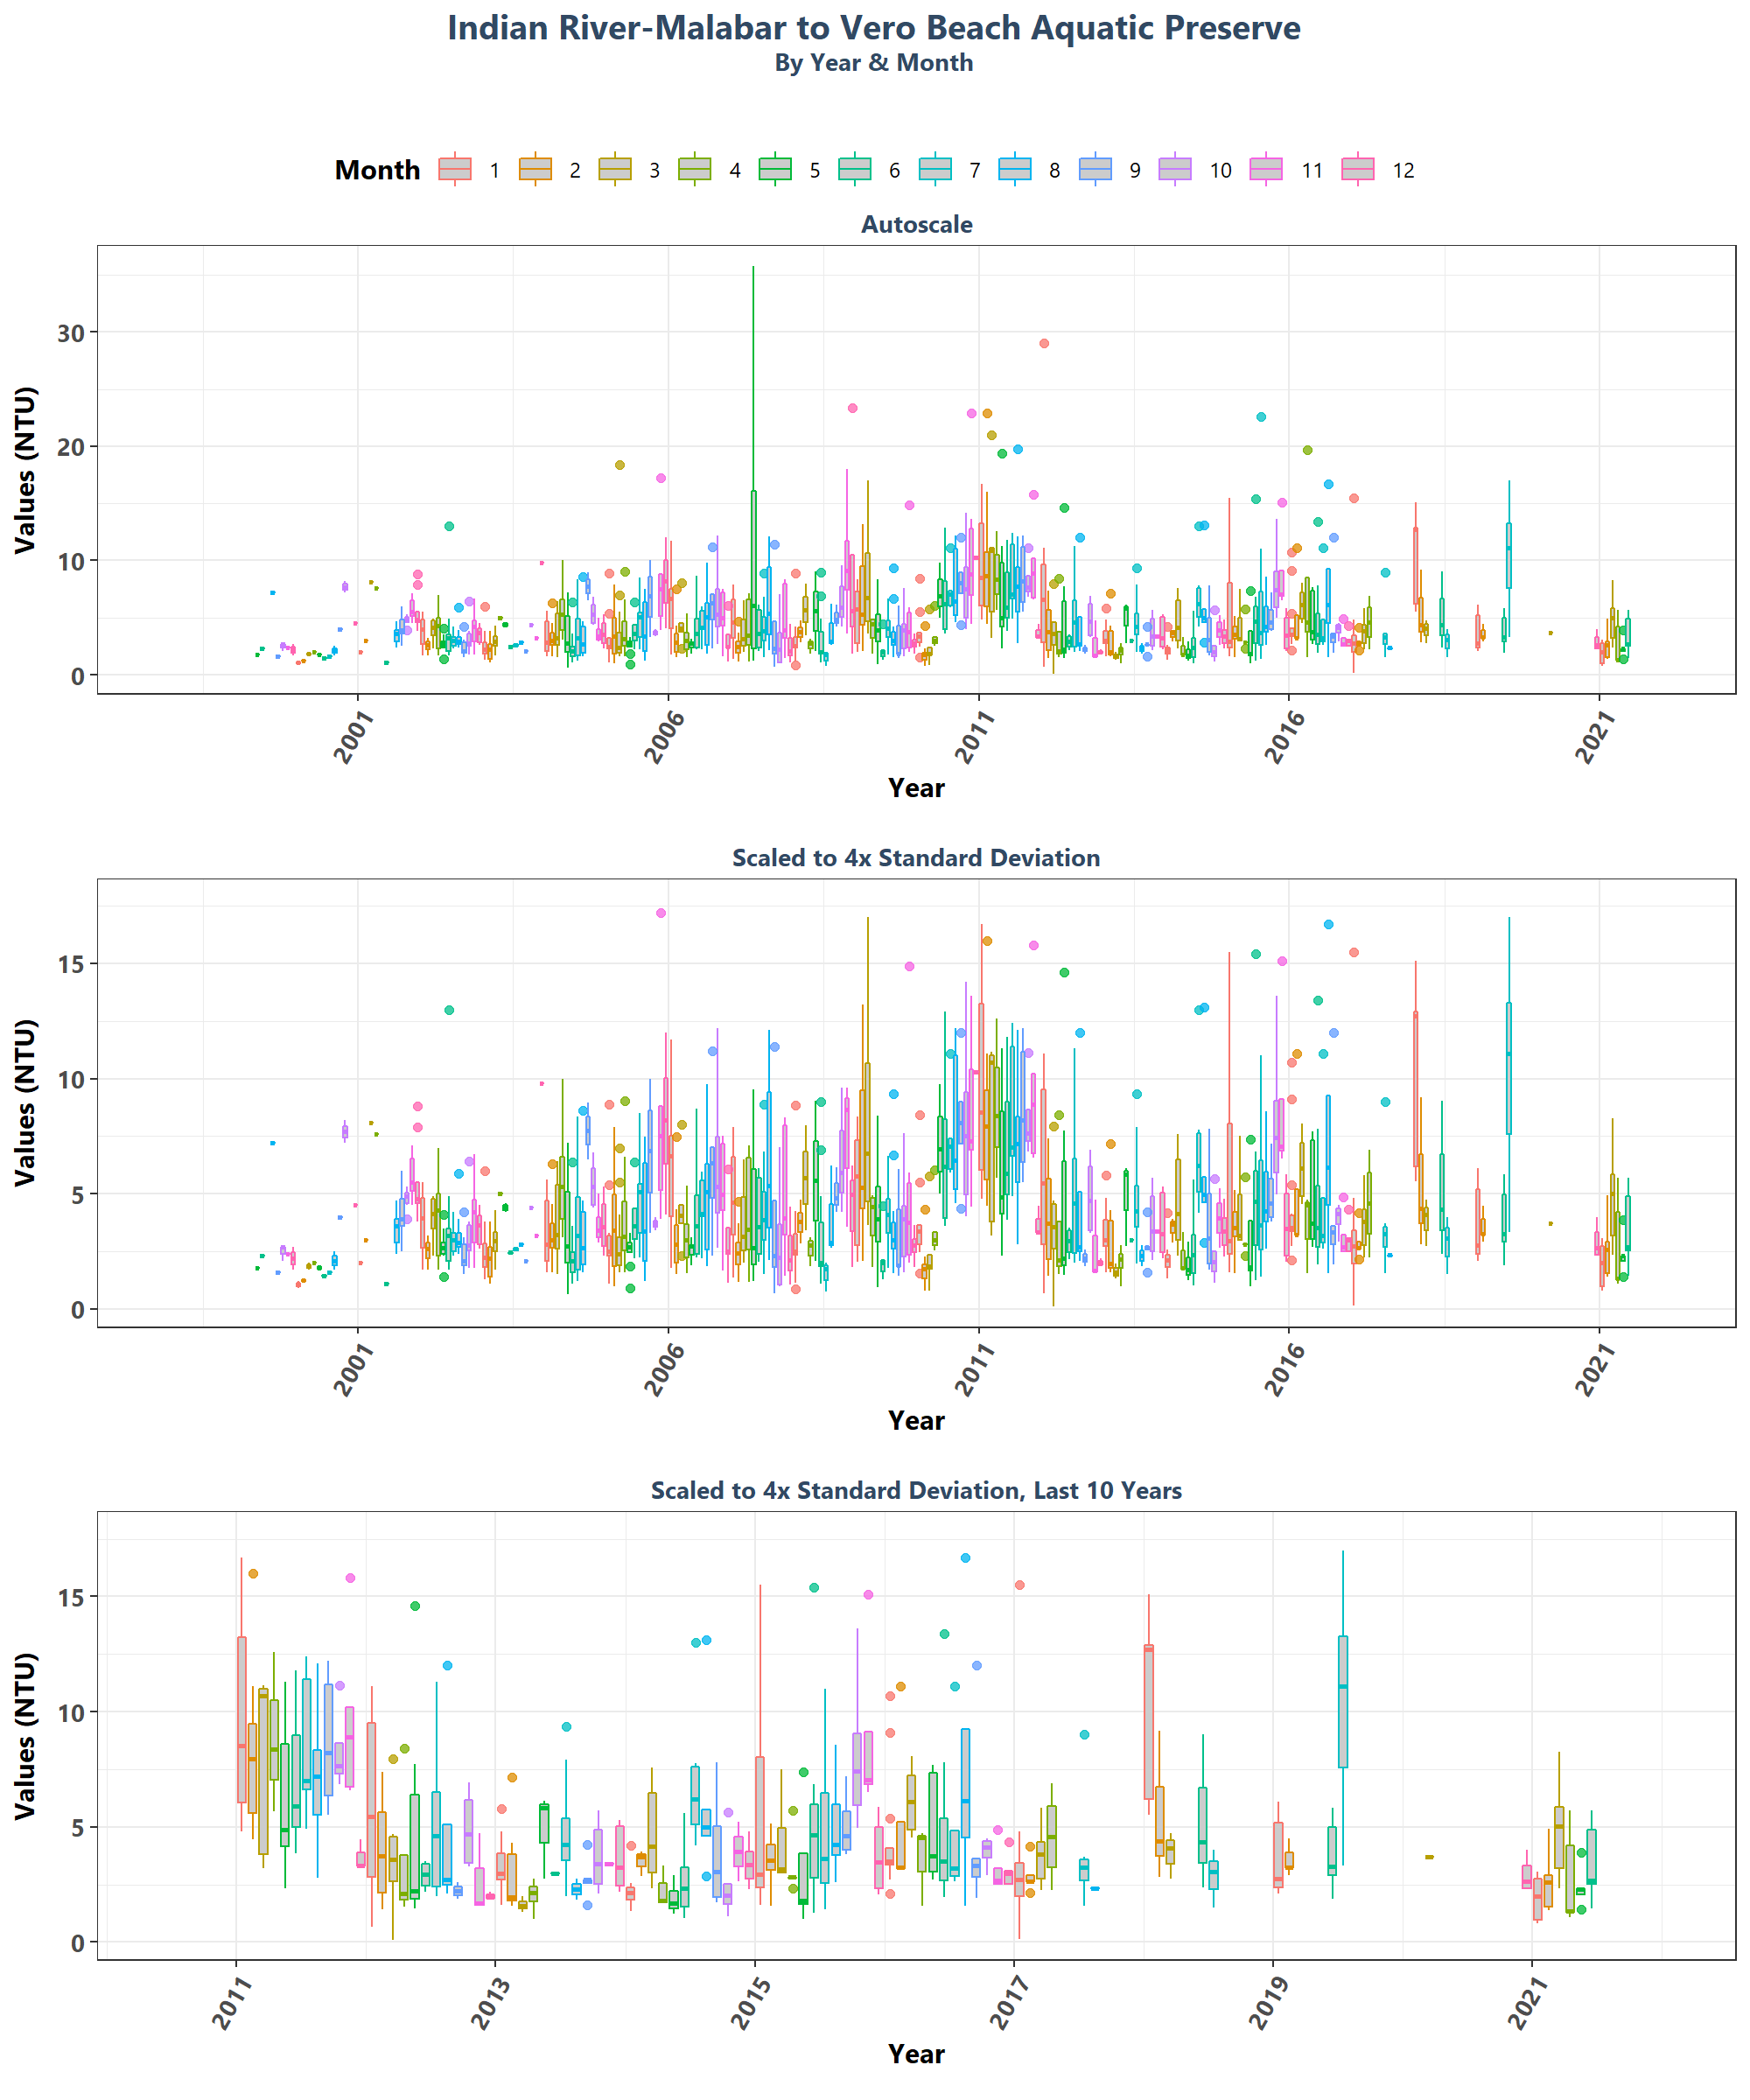 Indian River-Malabar to Vero Beach Aquatic Preserve
By Year & Month
Month 1 2 3 4 5 6 7 8 9 10 11 12
Autoscale
Values (NTU)
30
20
10
0
2001 2006 2011 2016 2021
Year
Scaled to 4x Standard Deviation
Values (NTU)
15
10
5
0
2001 2006 2011 2016 2021
Year
Scaled to 4x Standard Deviation, Last 10 Years
Values (NTU)
15
10
5
0
2011 2013 2015 2017 2019 2021
Year